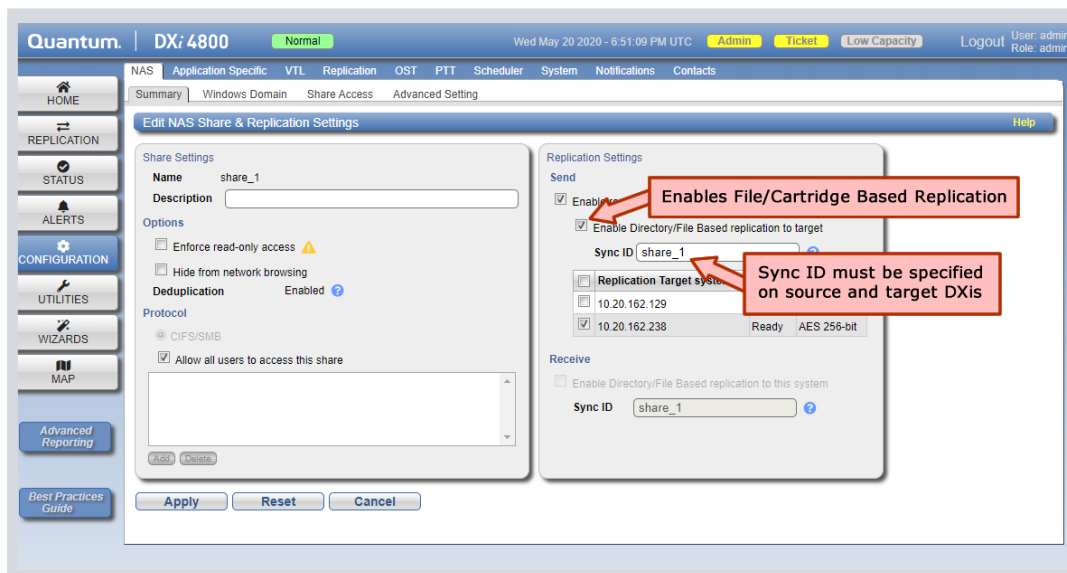 Quantum. DXi 4800 Normal Wed May 20 2020 - 6:51:09 PM UTC Admin Ticket Low Capacity Logout User: admin
Role: admin
NAS Application Specific VTL Replication OST PTT Scheduler System Notifications Contacts
Summary Windows Domain Share Access Advanced Setting
HOME
REPLICATION
STATUS
ALERTS
CONFIGURATION
UTILITIES
WIZARDS
MAP
Advanced
Reporting
Best Practices
Guide
Edit NAS Share & Replication Settings Help
Share Settings
Name share_1
Description
Options
Enforce read-only access
Hide from network browsing
Deduplication Enabled
Protocol
CIFS/SMB
Allow all users to access this share
Add Delete
Replication Settings
Send
Enable
Enables File/Cartridge Based Replication
Enable Directory/File Based replication to target
Sync ID share_1
Sync ID must be specified
on source and target DXis
Replication Target
10.20.162.129
10.20.162.238 Ready AES 256-bit
Receive
Enable Directory/File Based replication to this system
Sync ID share_1
Apply Reset Cancel